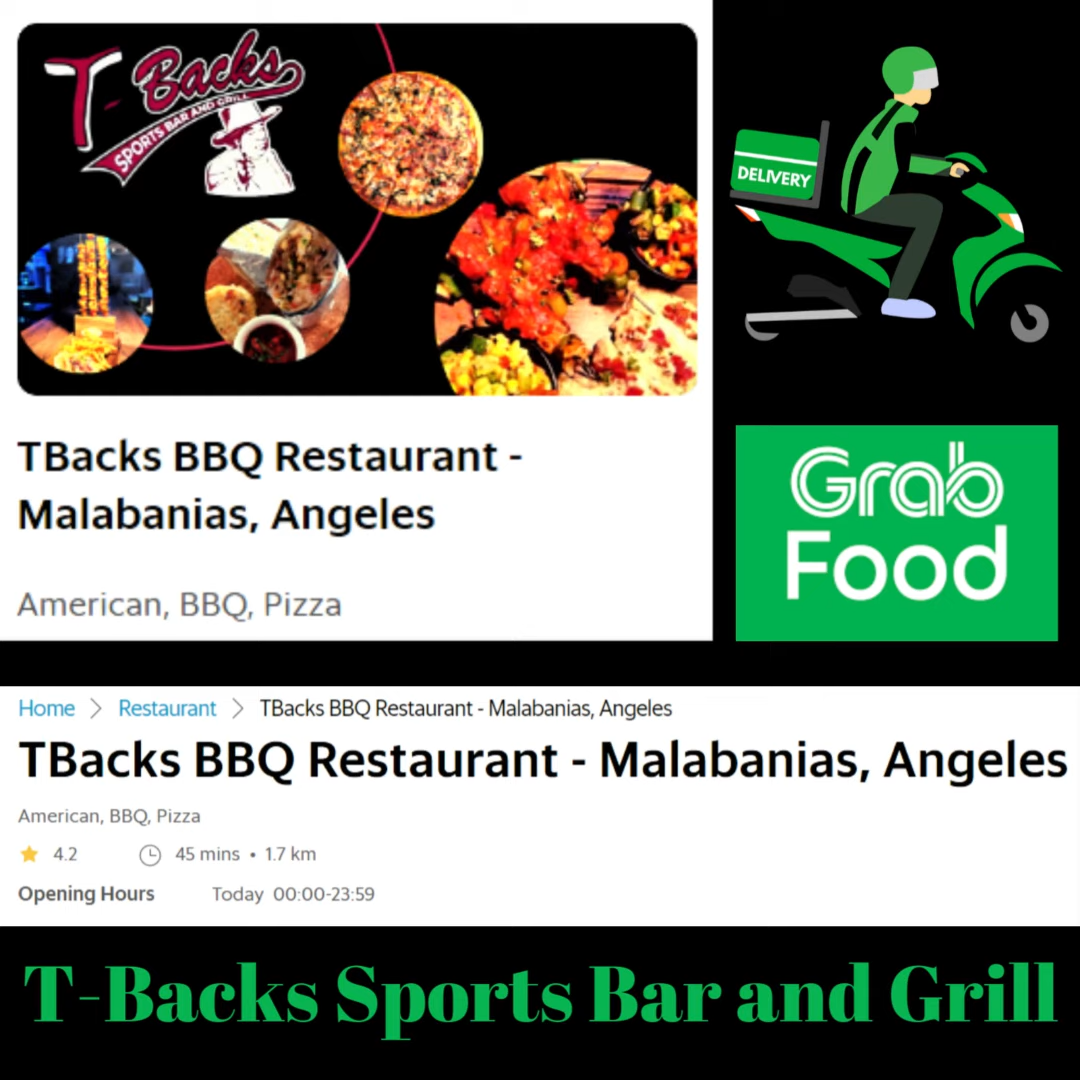 T-Backs
SPORTS BAR AND GRILL
DELIVERY
TBacks BBQ Restaurant -
Malabanias, Angeles
American, BBQ, Pizza
Grab
Food
Home > Restaurant > TBacks BBQ Restaurant - Malabanias, Angeles
TBacks BBQ Restaurant - Malabanias, Angeles
American, BBQ, Pizza
4.2 45 mins • 1.7 km
Opening Hours Today 00:00-23:59
T-Backs Sports Bar and Grill